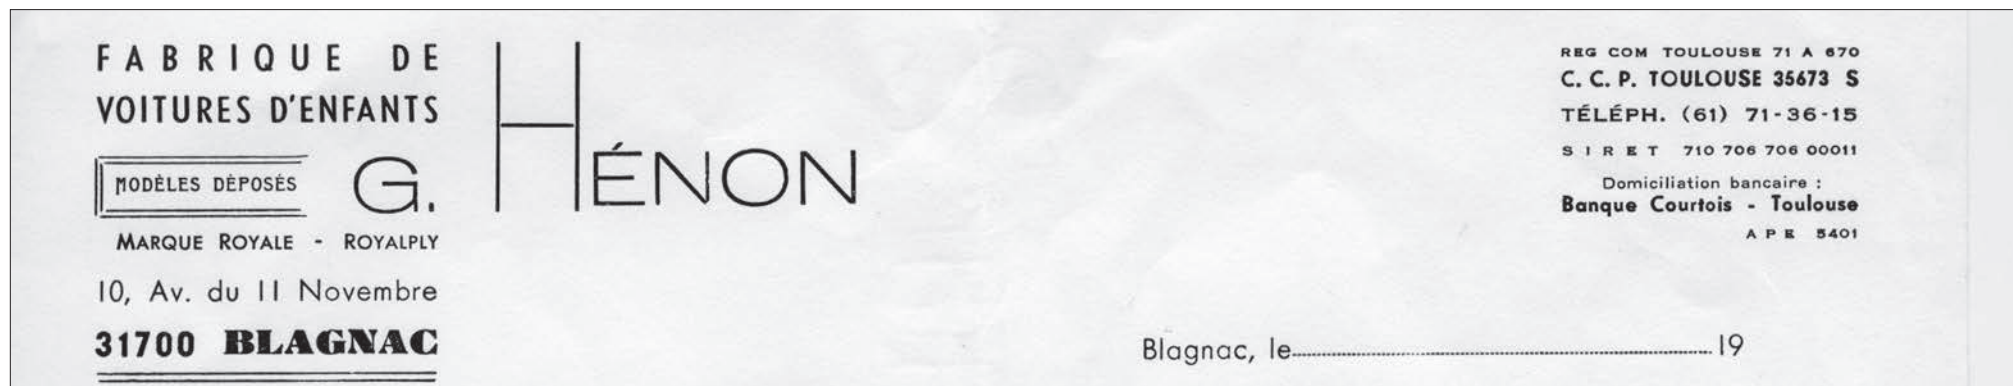 FABRIQUE DE
VOITURES D'ENFANTS
MODÈLES DÉPOSÉS
G. HÉNON
MARQUE ROYALE - ROYALPLY
10, Av. du 11 Novembre
31700 BLAGNAC
REG COM TOULOUSE 71 A 670
C. C. P. TOULOUSE 35673 S
TÉLÉPH. (61) 71-36-15
SIRET 710 706 706 00011
Domiciliation bancaire :
Banque Courtois - Toulouse
APE 5401
Blagnac, le 19